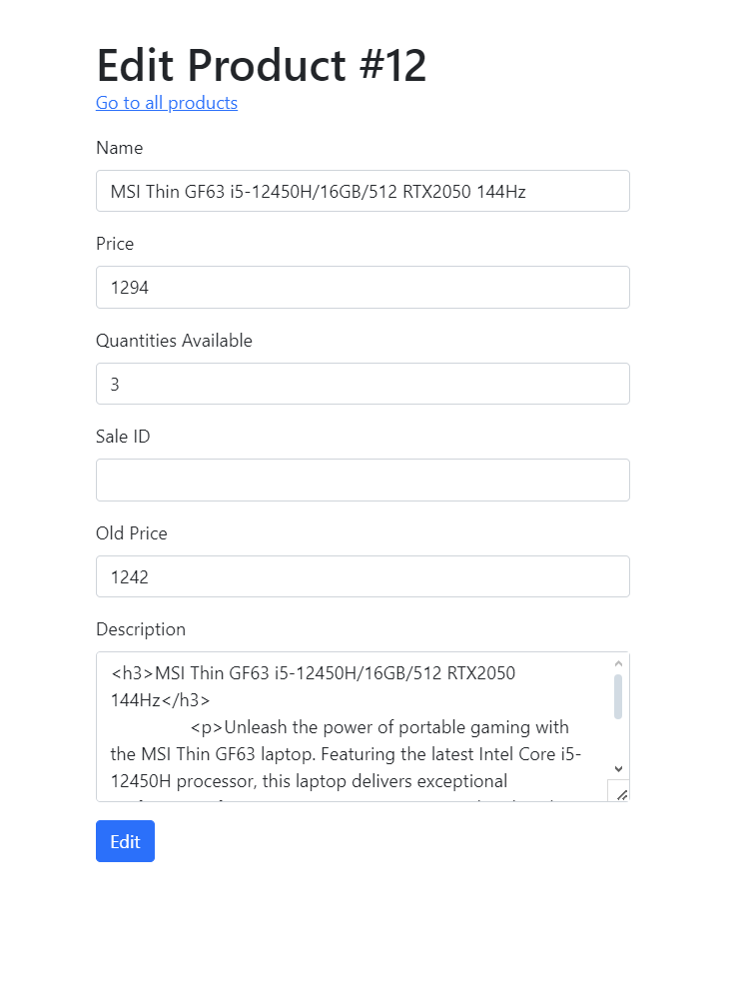 Edit Product #12
Go to all products
Name
MSI Thin GF63 i5-12450H/16GB/512 RTX2050 144Hz
Price
1294
Quantities Available
3
Sale ID
Old Price
1242
Description
<h3>MSI Thin GF63 i5-12450H/16GB/512 RTX2050
144Hz</h3>
<p>Unleash the power of portable gaming with
the MSI Thin GF63 laptop. Featuring the latest Intel Core i5-
12450H processor, this laptop delivers exceptional
Edit